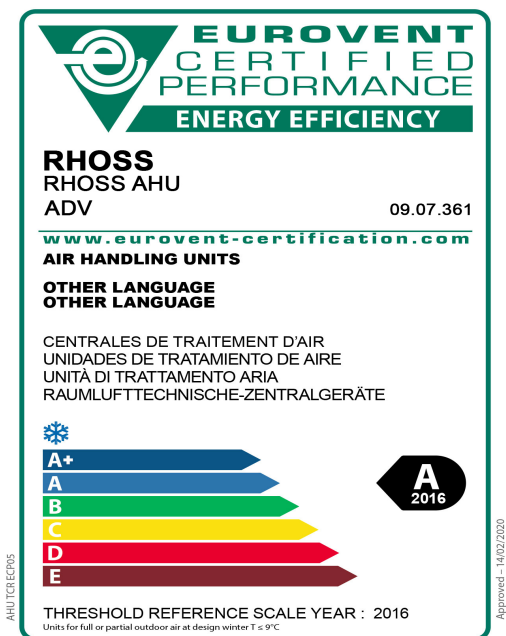 EUROVENT
CERTIFIED
PERFORMANCE
ENERGY EFFICIENCY
RHOSS
RHOSS AHU
ADV 09.07.361
www.eurovent-certification.com
AIR HANDLING UNITS
OTHER LANGUAGE
OTHER LANGUAGE
CENTRALES DE TRAITEMENT D'AIR
UNIDADES DE TRATAMIENTO DE AIRE
UNITÀ DI TRATTAMENTO ARIA
RAUMLUFTTECHNISCHE-ZENTRALGERÄTE
A+
A
B
C
D
E
A
2016
THRESHOLD REFERENCE SCALE YEAR : 2016
Units for full or partial outdoor air at design winter T ≤ 9°C
AHU TCR ECP05
Approved – 14/02/2020